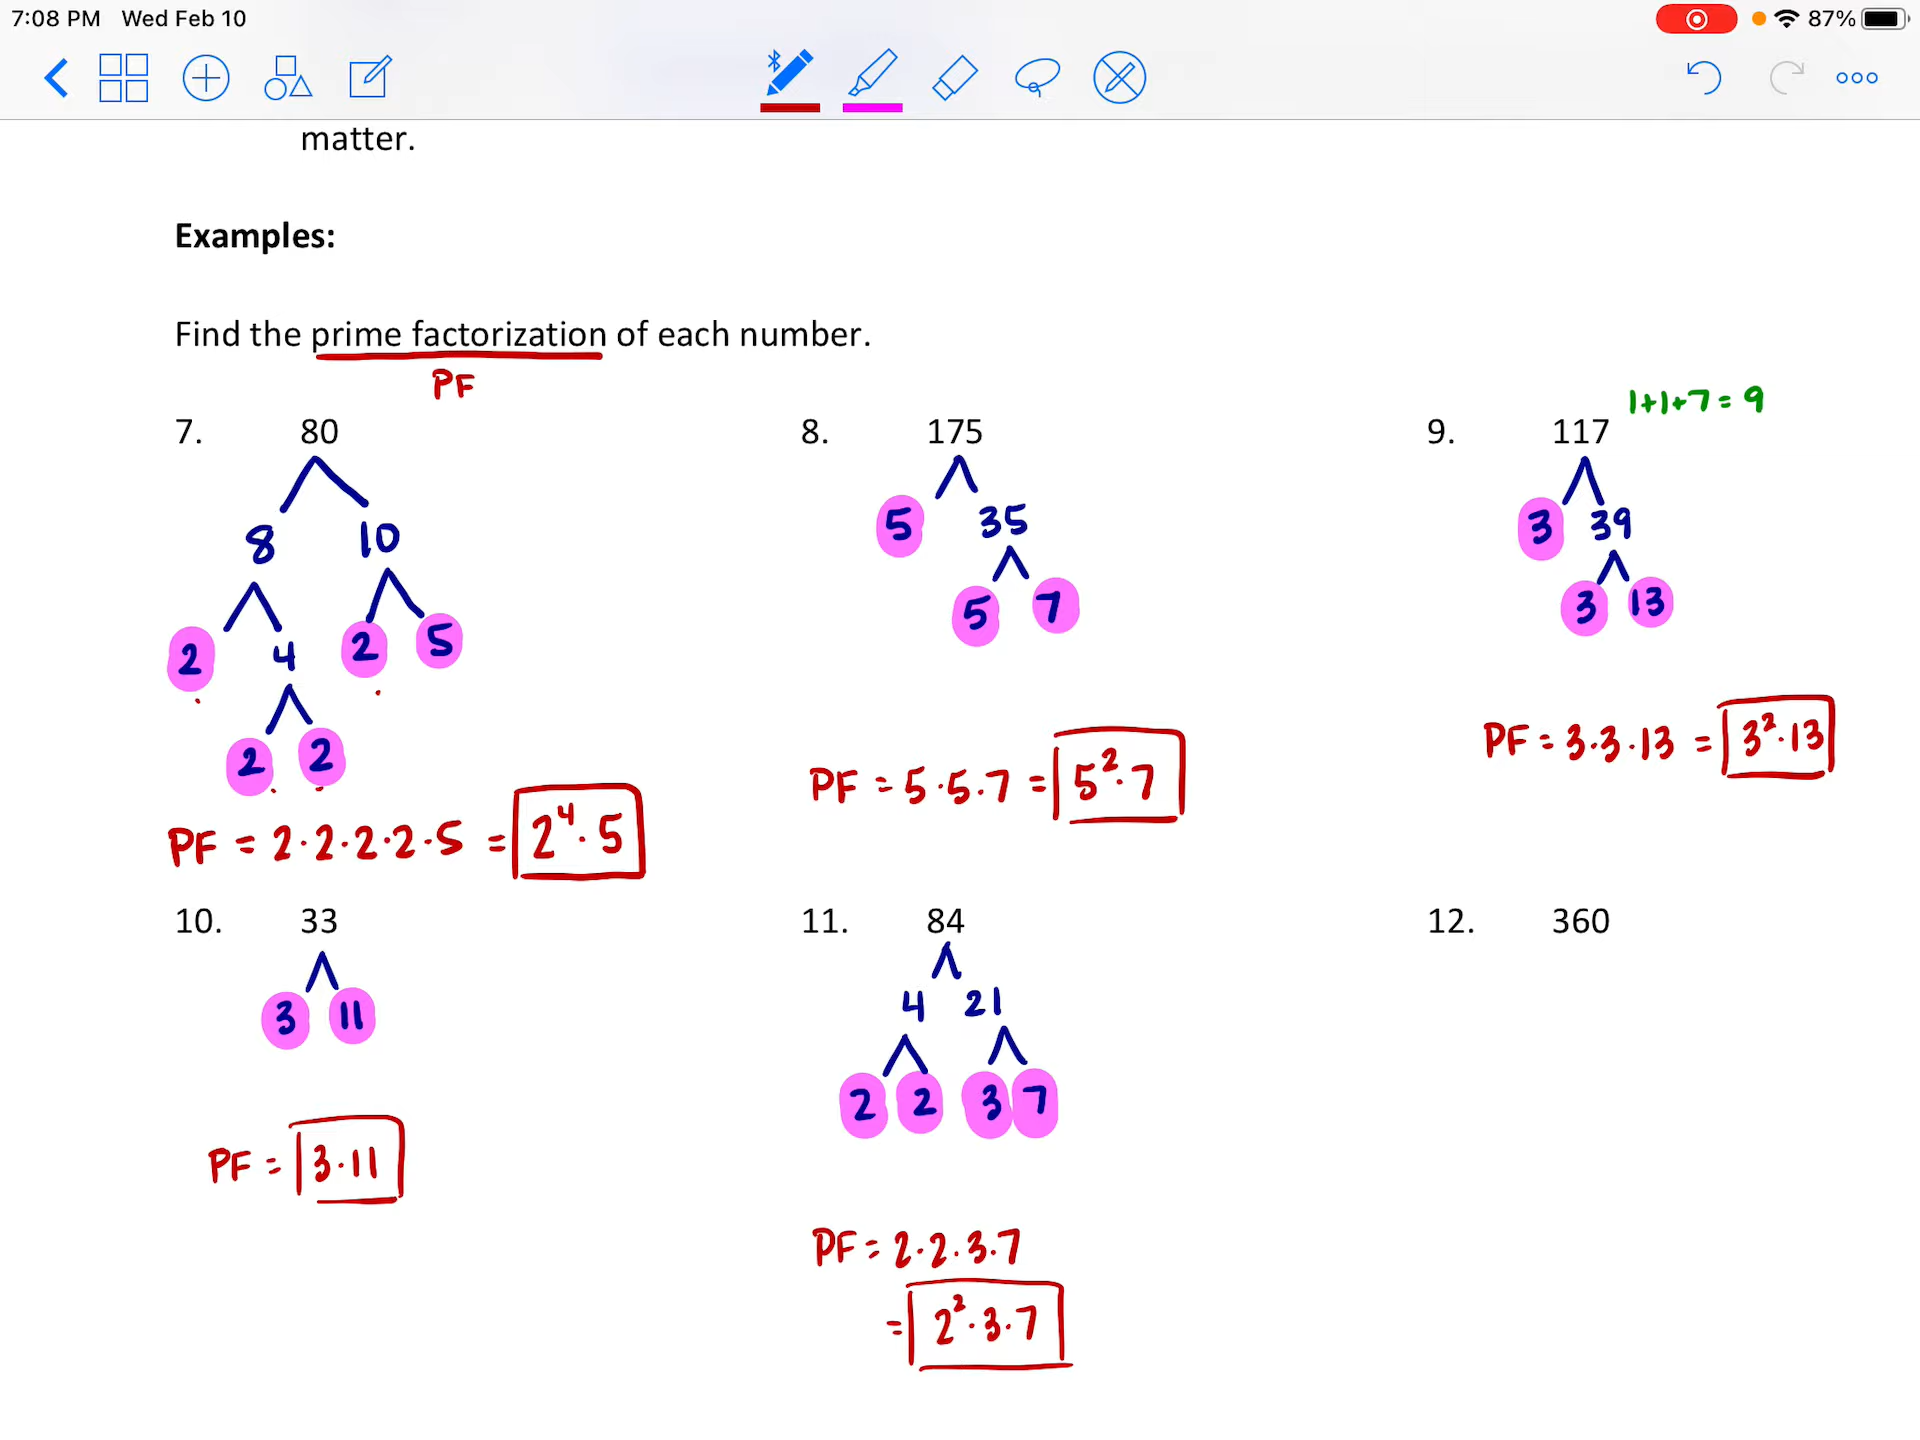 7:08 PM Wed Feb 10
87%
matter.
Examples:
Find the prime factorization of each number.
PF
7. 80
8 10
2 4 2 5
2 2
PF = 2·2·2·2·5 = 2⁴·5
8. 175
5 35
5 7
PF = 5·5·7 = 5²·7
1+1+7=9
9. 117
3 39
3 13
PF = 3·3·13 = 3²·13
10. 33
3 11
PF = 3·11
11. 84
4 21
2 2 3 7
PF = 2·2·3·7
= 2²·3·7
12. 360